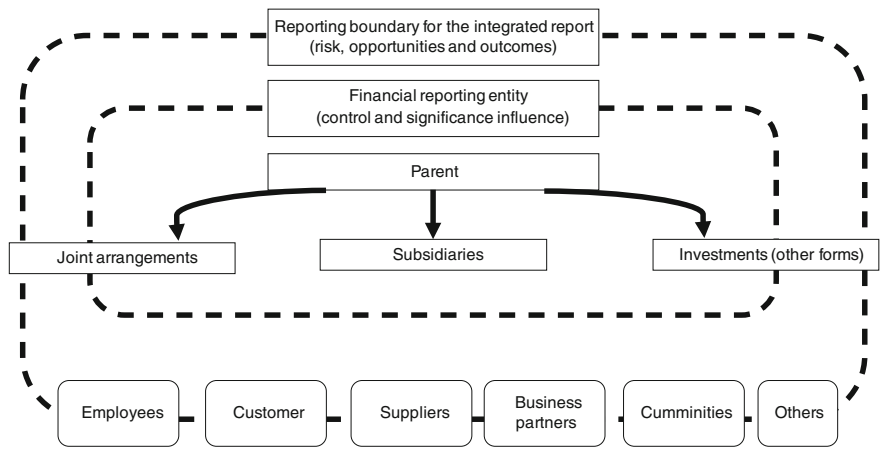 Reporting boundary for the integrated report
(risk, opportunities and outcomes)
Financial reporting entity
(control and significance influence)
Parent
Joint arrangements
Subsidiaries
Investments (other forms)
Employees
Customer
Suppliers
Business
partners
Cumminities
Others